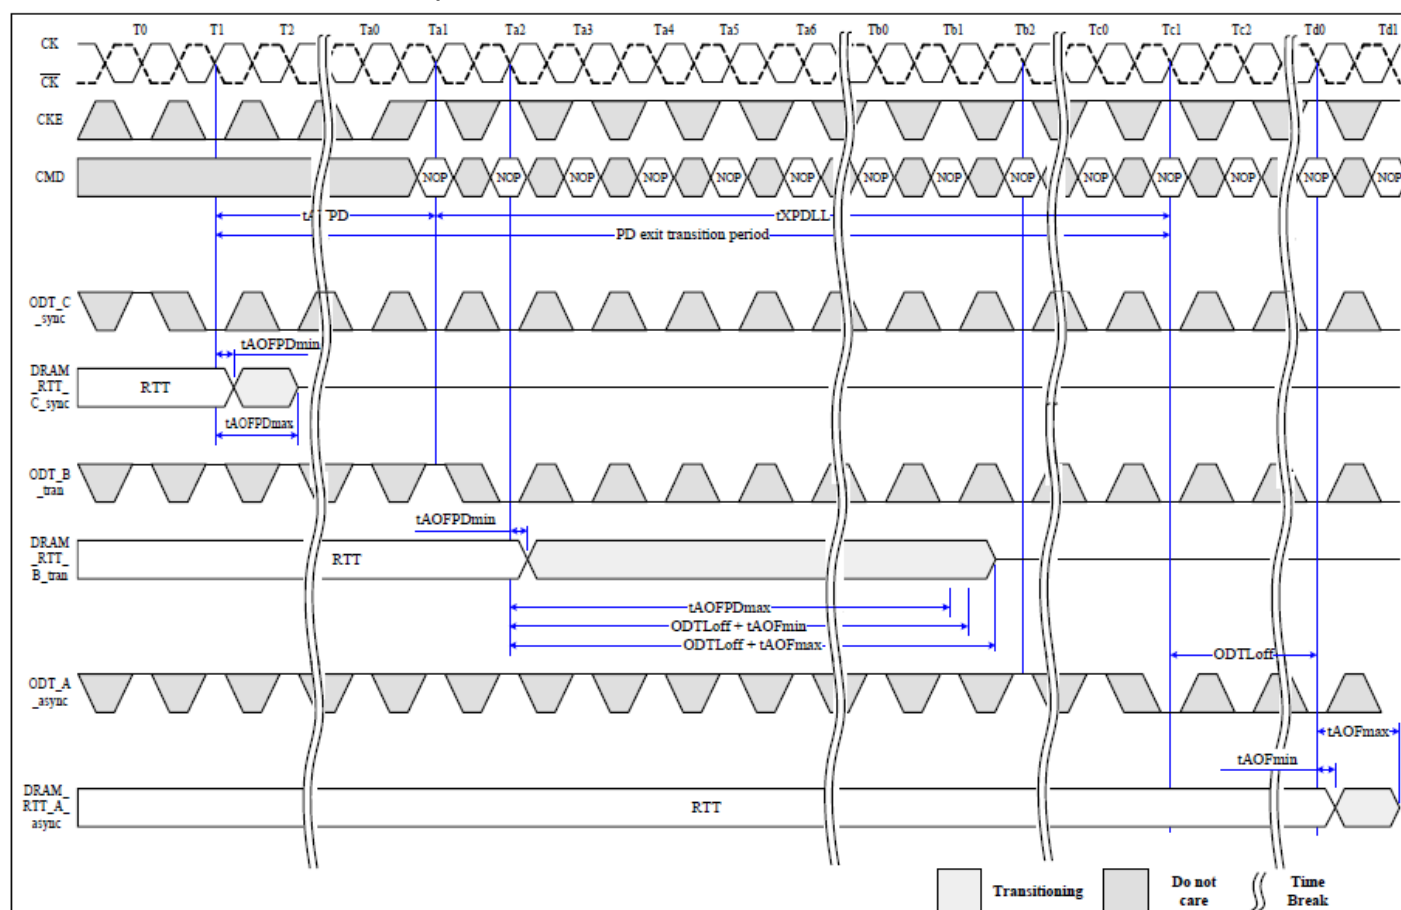 T0 T1 T2 Ta0 Ta1 Ta2 Ta3 Ta4 Ta5 Ta6 Tb0 Tb1 Tb2 Tc0 Tc1 Tc2 Td0 Td1
CK
CK
CKE
CMD
NOP NOP NOP NOP NOP NOP NOP NOP NOP NOP NOP NOP NOP NOP
tXPDLL
PD exit transition period
ODT_C
_sync
tAOFPDmin
DRAM
_RTT_
C_sync
RTT
tAOFPDmax
ODT_B
_tran
tAOFPDmin
DRAM
_RTT_
B_tran
RTT
tAOFPDmax
ODTLoff + tAOFmin
ODTLoff + tAOFmax
ODTLoff
ODT_A
_async
tAOFmax
tAOFmin
DRAM_
RTT_A_
async
RTT
Transitioning
Do not
care
Time
Break